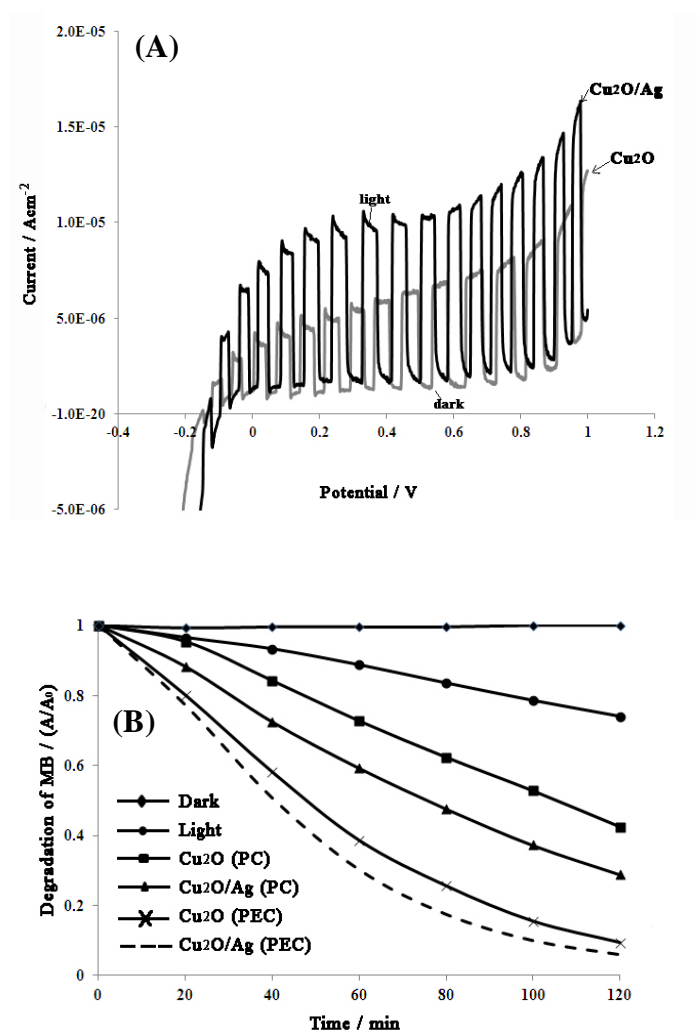 (A)
2.0E-05
1.5E-05
1.0E-05
5.0E-06
-1.0E-20
-5.0E-06
Current / Acm-2
Cu2O/Ag
Cu2O
light
dark
-0.4 -0.2 0 0.2 0.4 0.6 0.8 1 1.2
Potential / V
(B)
1
0.8
0.6
0.4
0.2
0
Degradation of MB / (A/A0)
Dark
Light
Cu2O (PC)
Cu2O/Ag (PC)
Cu2O (PEC)
Cu2O/Ag (PEC)
0 20 40 60 80 100 120
Time / min